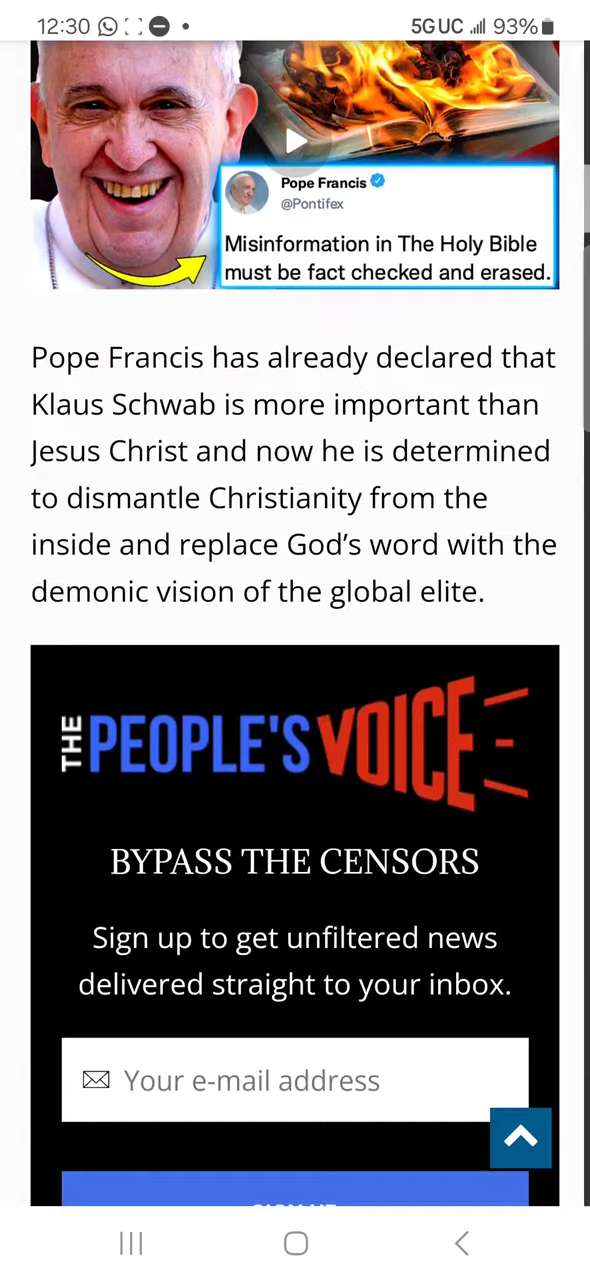 12:30 5G UC 93%
Pope Francis
@Pontifex
Misinformation in The Holy Bible
must be fact checked and erased.
Pope Francis has already declared that
Klaus Schwab is more important than
Jesus Christ and now he is determined
to dismantle Christianity from the
inside and replace God’s word with the
demonic vision of the global elite.
THE PEOPLE'S VOICE
BYPASS THE CENSORS
Sign up to get unfiltered news
delivered straight to your inbox.
Your e-mail address